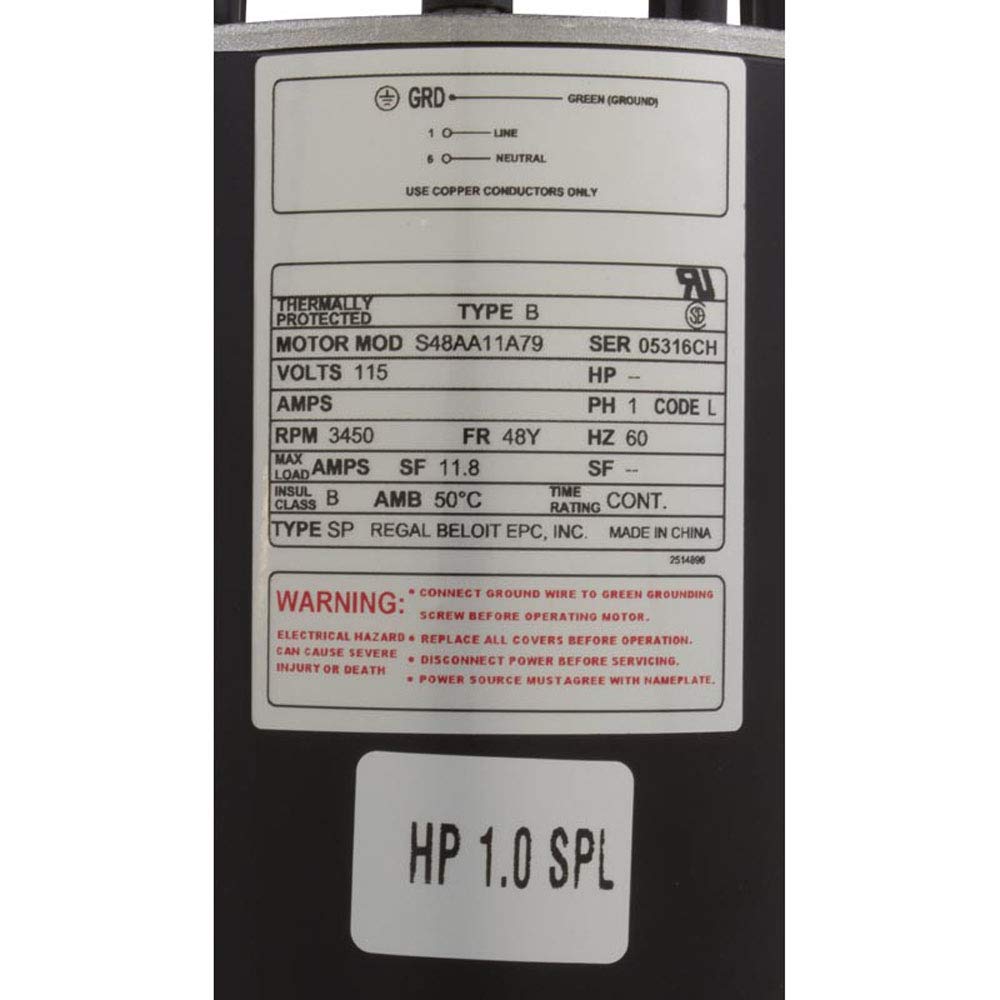 GRD GREEN (GROUND)
1 LINE
6 NEUTRAL
USE COPPER CONDUCTORS ONLY
THERMALLY PROTECTED TYPE B
MOTOR MOD S48AA11A79 SER 05316CH
VOLTS 115 HP --
AMPS PH 1 CODE L
RPM 3450 FR 48Y HZ 60
MAX LOAD AMPS SF 11.8 SF --
INSUL CLASS B AMB 50°C TIME RATING CONT.
TYPE SP REGAL BELOIT EPC, INC. MADE IN CHINA
2514896
WARNING:
ELECTRICAL HAZARD
CAN CAUSE SEVERE
INJURY OR DEATH
• CONNECT GROUND WIRE TO GREEN GROUNDING
SCREW BEFORE OPERATING MOTOR.
• REPLACE ALL COVERS BEFORE OPERATION.
• DISCONNECT POWER BEFORE SERVICING.
• POWER SOURCE MUST AGREE WITH NAMEPLATE.
HP 1.0 SPL